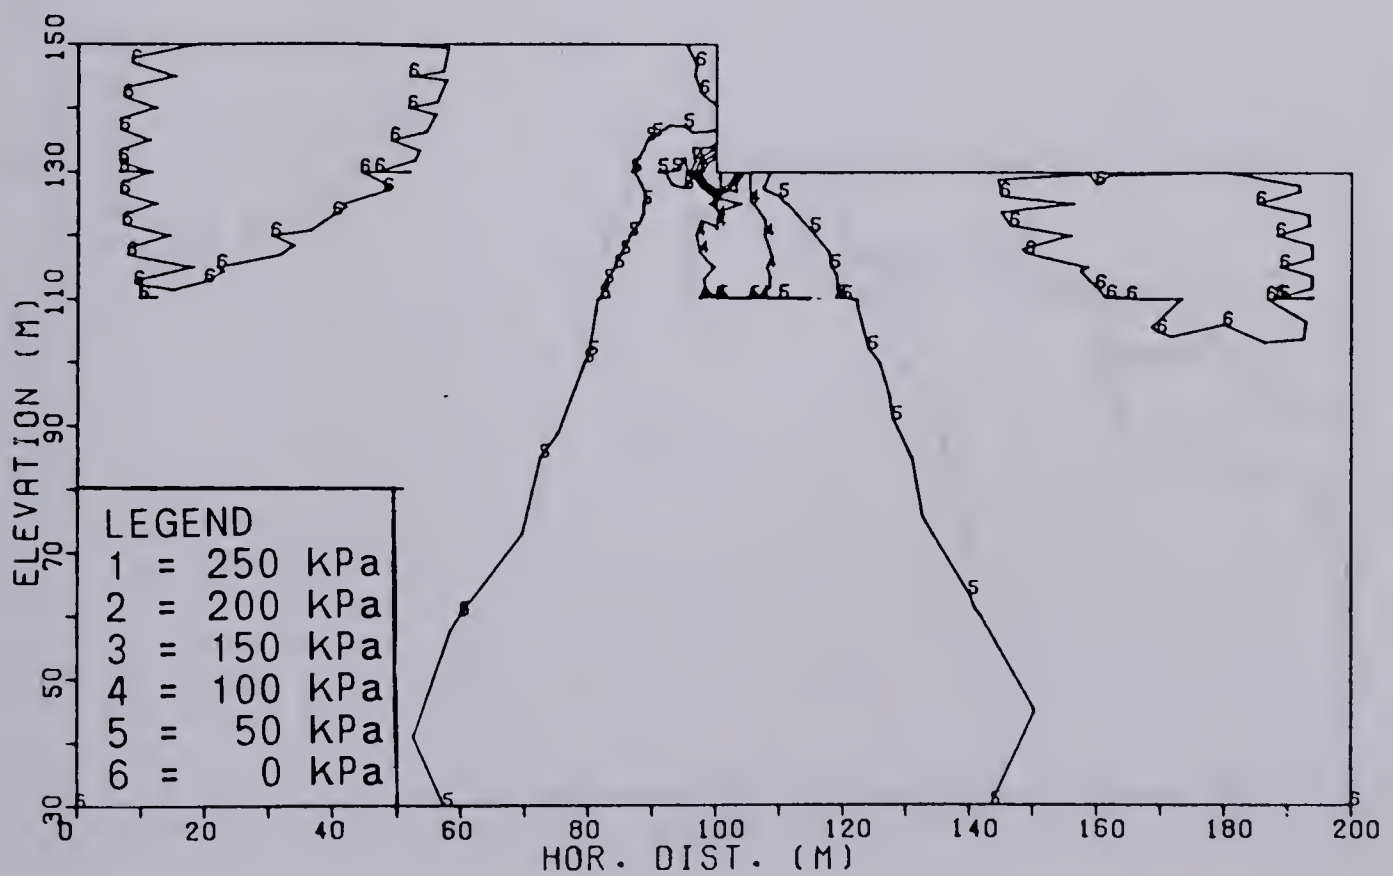 150
130
110
90
70
50
30
ELEVATION (M)
LEGEND
1 = 250 KPa
2 = 200 KPa
3 = 150 KPa
4 = 100 KPa
5 = 50 KPa
6 = 0 KPa
0 20 40 60 80 100 120 140 160 180 200
HOR. DIST. (M)